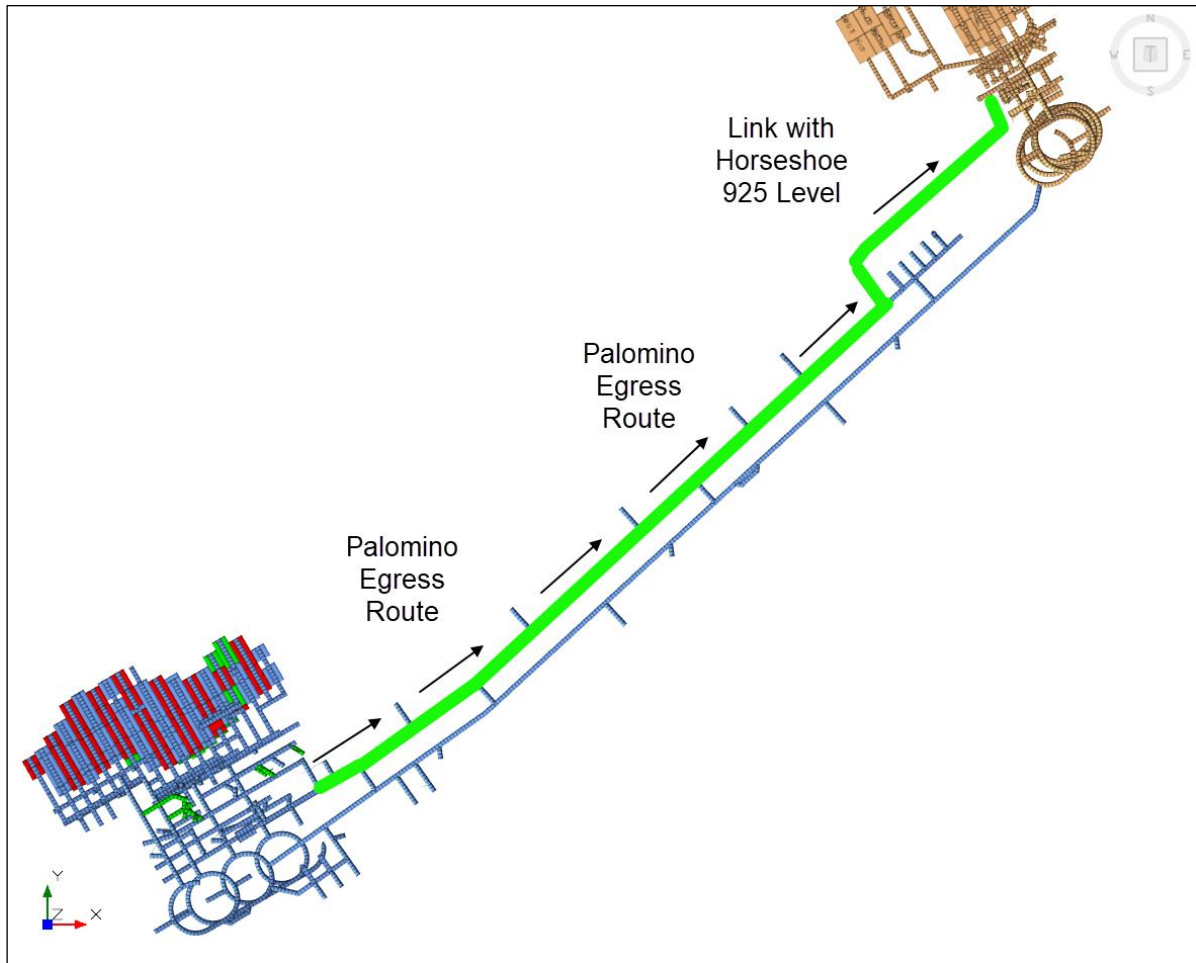 N
W
E
S
T
Link with
Horseshoe
925 Level
Palomino
Egress
Route
Palomino
Egress
Route
Y
Z
X